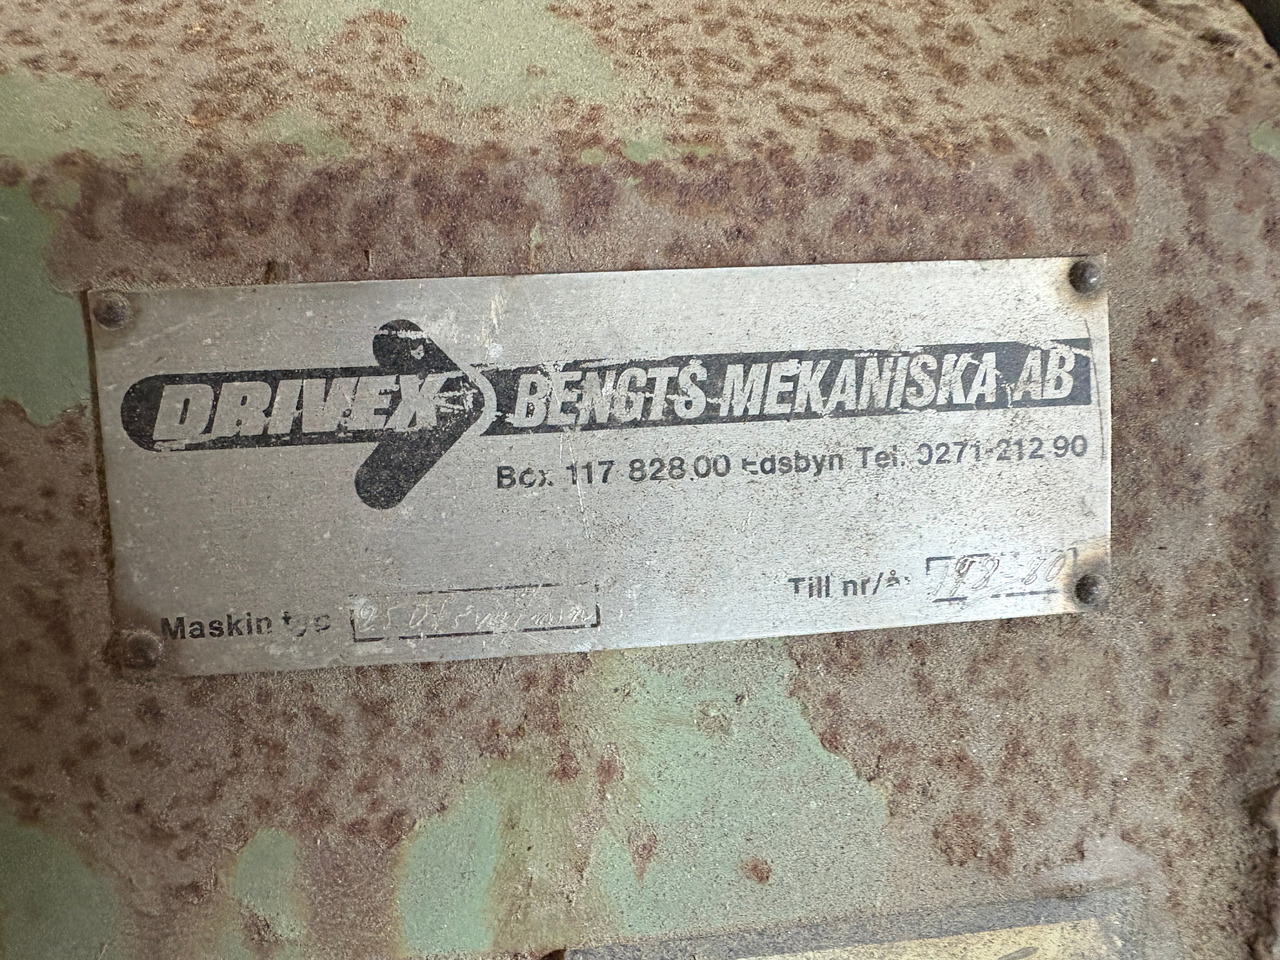 DRIVEX BENGTS MEKANISKA AB
Box 117 828 00 Edsbyn Tel. 0271-212 90
Till nr/år
Maskin typ